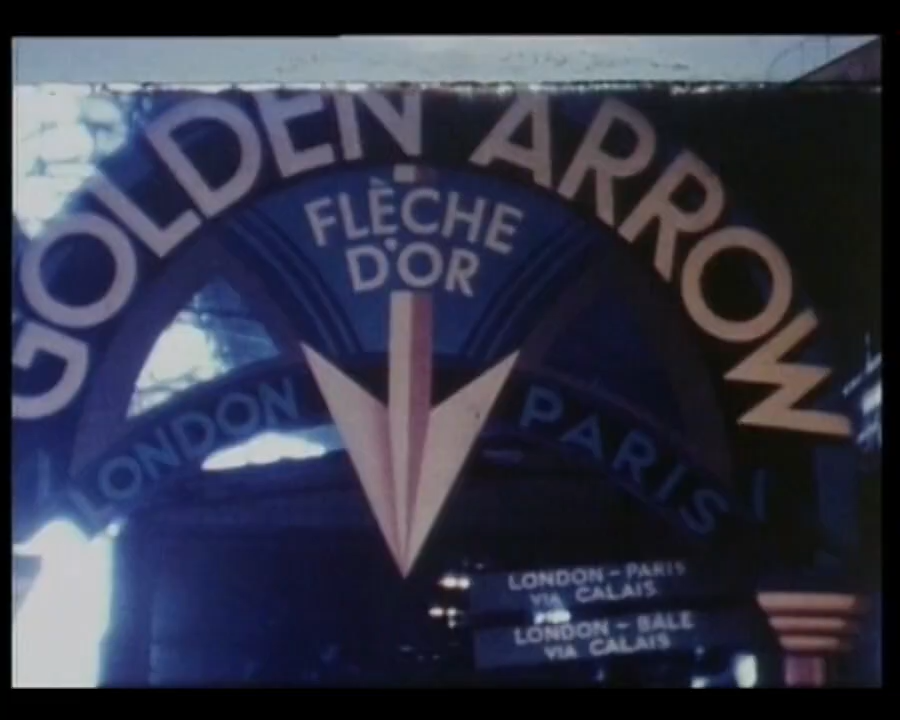 GOLDEN ARROW
FLÈCHE
D'OR
LONDON PARIS
LONDON – PARIS
VIA CALAIS
LONDON – BALE
VIA CALAIS